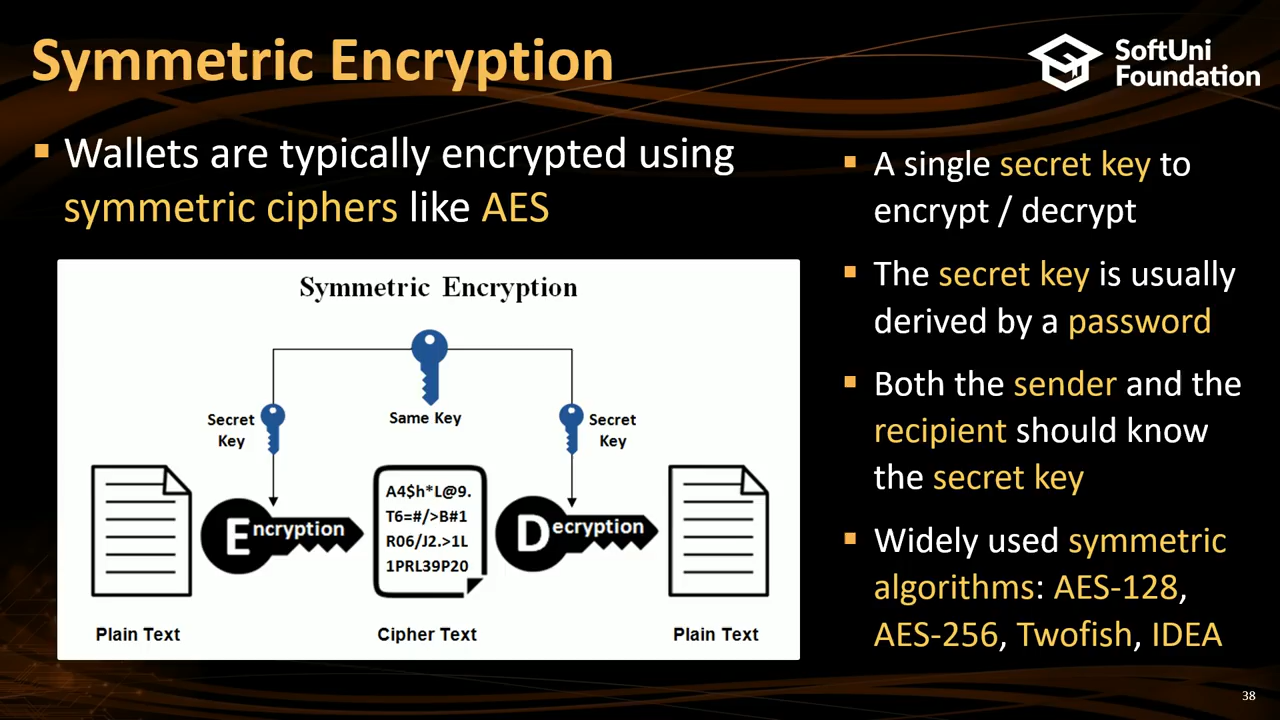 Symmetric Encryption
SoftUni
Foundation
▪ Wallets are typically encrypted using
symmetric ciphers like AES
Symmetric Encryption
Secret
Key
Same Key
Secret
Key
Encryption
A4$h*L@9.
T6=#/>B#1
R06/J2.>1L
1PRL39P20
Decryption
Plain Text
Cipher Text
Plain Text
▪ A single secret key to
encrypt / decrypt
▪ The secret key is usually
derived by a password
▪ Both the sender and the
recipient should know
the secret key
▪ Widely used symmetric
algorithms: AES-128,
AES-256, Twofish, IDEA
38